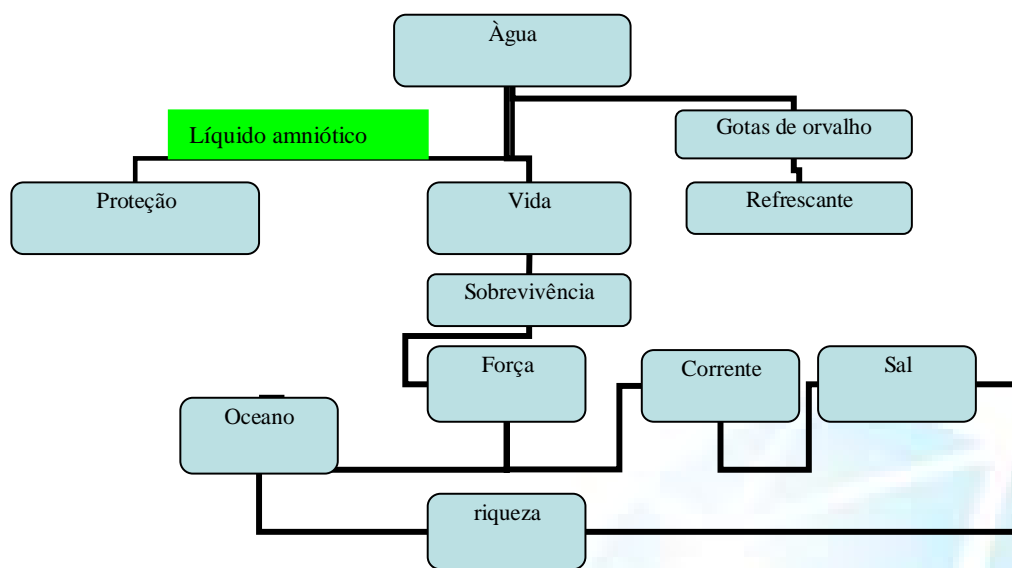 Àgua
Líquido amniótico
Gotas de orvalho
Proteção
Vida
Refrescante
Sobrevivência
Força
Corrente
Sal
Oceano
riqueza